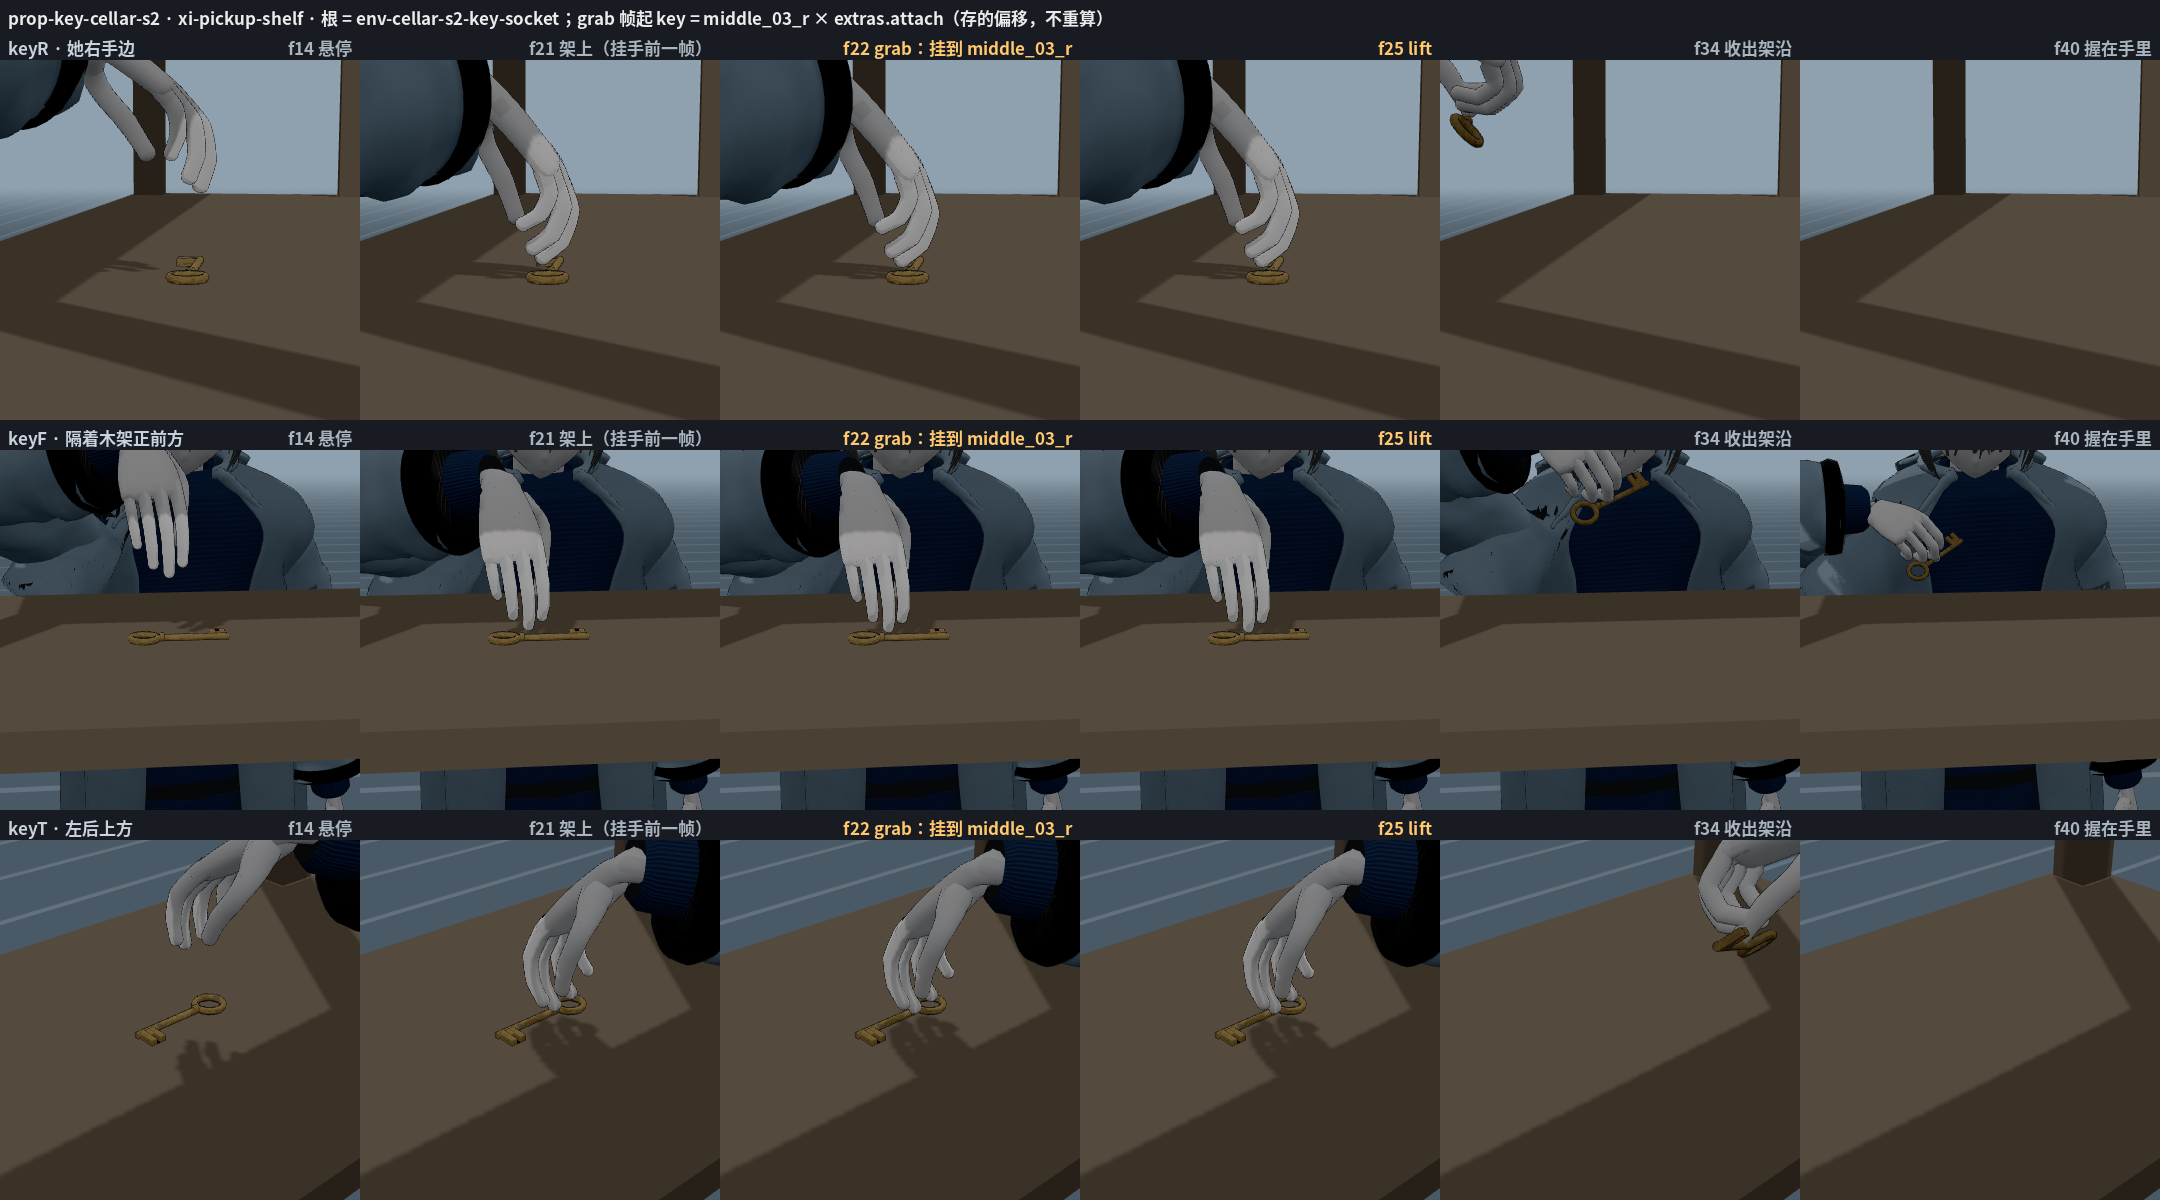 prop-key-cellar-s2 · xi-pickup-shelf · 根 = env-cellar-s2-key-socket；grab 帧起 key = middle_03_r × extras.attach（存的偏移，不重算）
keyR · 她右手边 f14 悬停 f21 架上（挂手前一帧） f22 grab：挂到 middle_03_r f25 lift f34 收出架沿 f40 握在手里
keyF · 隔着木架正前方 f14 悬停 f21 架上（挂手前一帧） f22 grab：挂到 middle_03_r f25 lift f34 收出架沿 f40 握在手里
keyT · 左后上方 f14 悬停 f21 架上（挂手前一帧） f22 grab：挂到 middle_03_r f25 lift f34 收出架沿 f40 握在手里